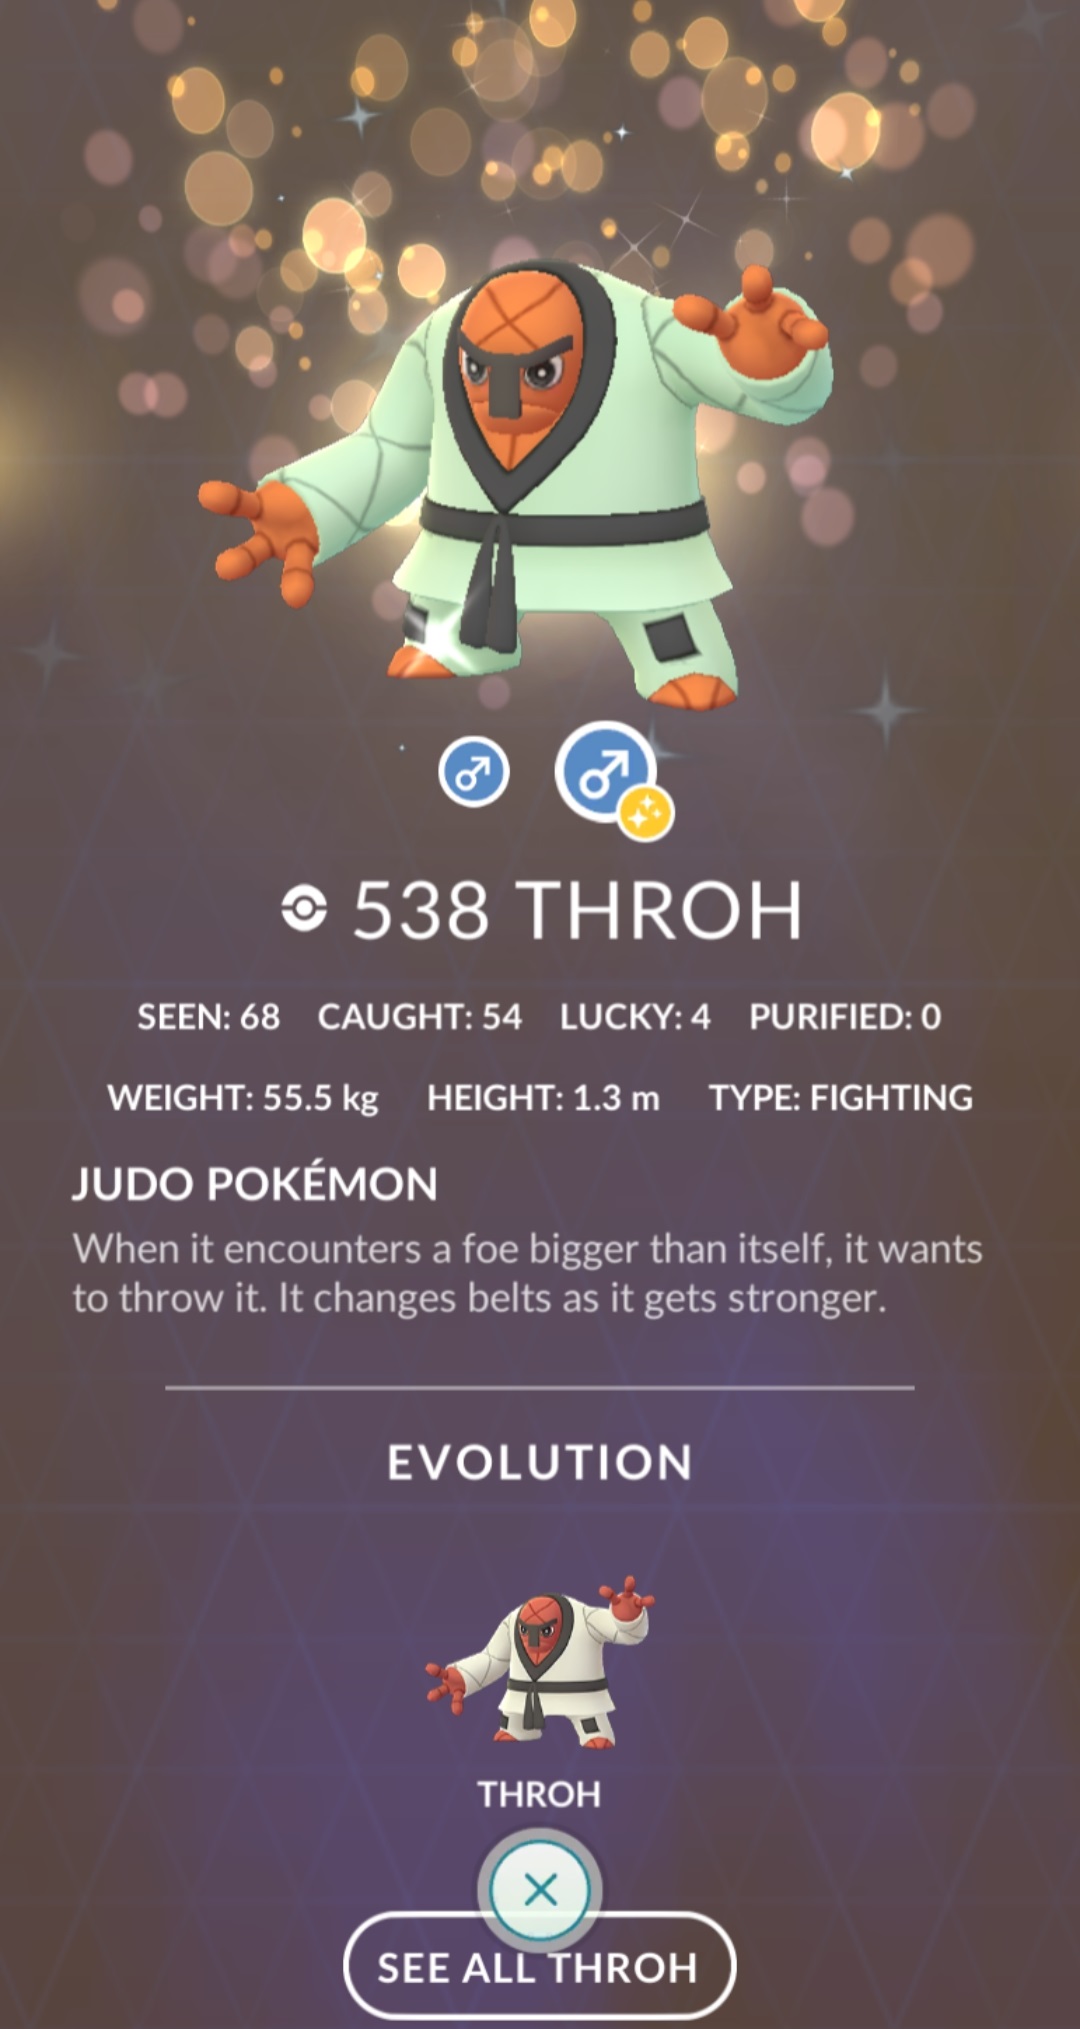 538 THROH
SEEN: 68 CAUGHT: 54 LUCKY: 4 PURIFIED: 0
WEIGHT: 55.5 kg HEIGHT: 1.3 m TYPE: FIGHTING
JUDO POKÉMON
When it encounters a foe bigger than itself, it wants
to throw it. It changes belts as it gets stronger.
EVOLUTION
THROH
SEE ALL THROH